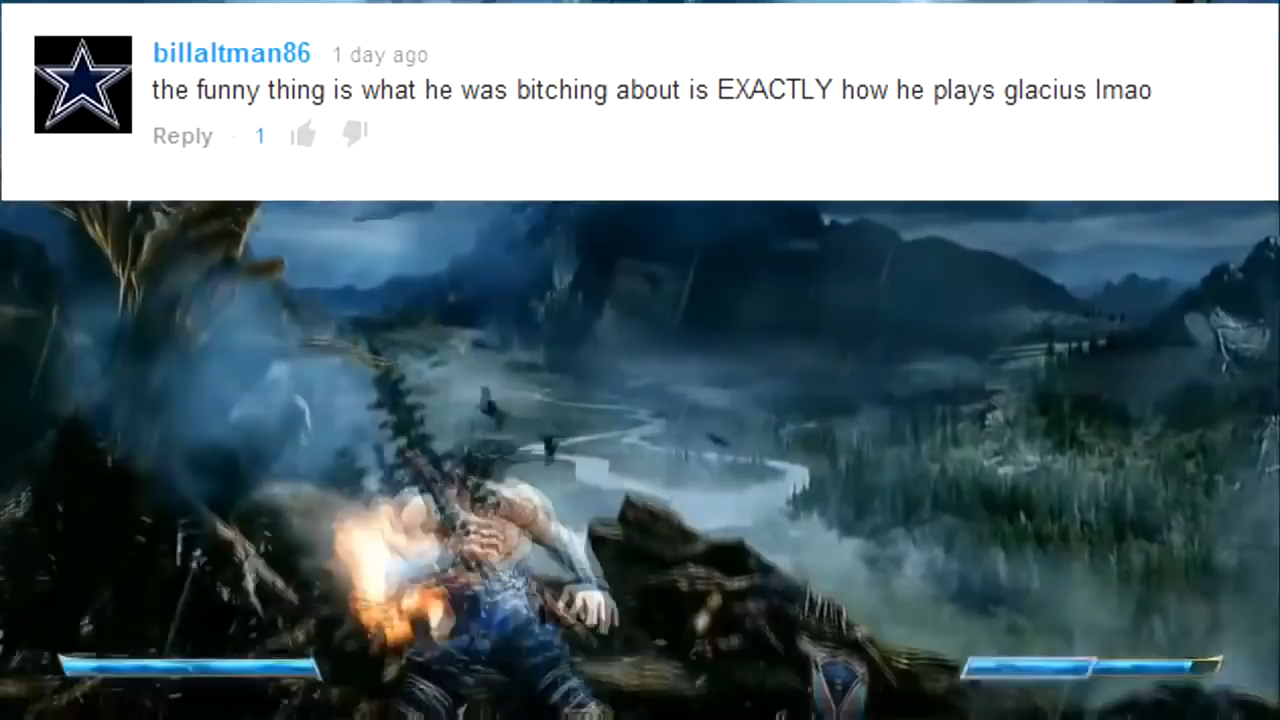 billaltman86 1 day ago
the funny thing is what he was bitching about is EXACTLY how he plays glacius lmao
Reply · 1